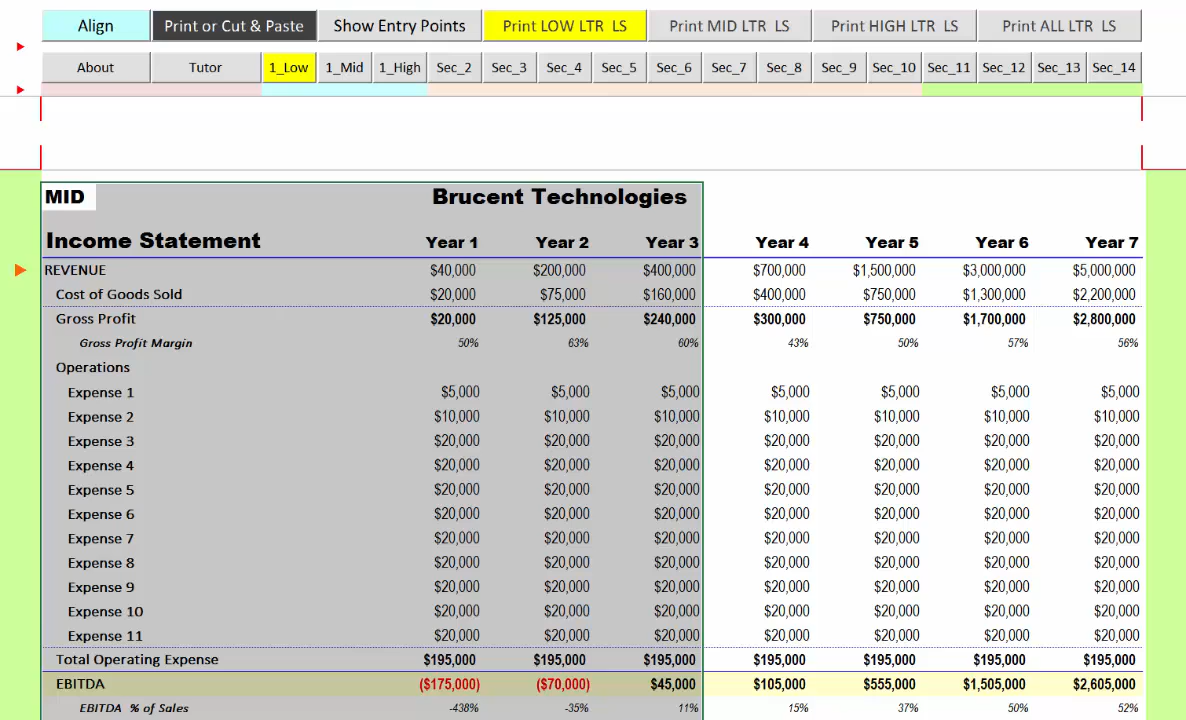 Align Print or Cut & Paste Show Entry Points Print LOW LTR LS Print MID LTR LS Print HIGH LTR LS Print ALL LTR LS
About Tutor 1_Low 1_Mid 1_High Sec_2 Sec_3 Sec_4 Sec_5 Sec_6 Sec_7 Sec_8 Sec_9 Sec_10 Sec_11 Sec_12 Sec_13 Sec_14
MID Brucent Technologies
Income Statement Year 1 Year 2 Year 3 Year 4 Year 5 Year 6 Year 7
REVENUE $40,000 $200,000 $400,000 $700,000 $1,500,000 $3,000,000 $5,000,000
Cost of Goods Sold $20,000 $75,000 $160,000 $400,000 $750,000 $1,300,000 $2,200,000
Gross Profit $20,000 $125,000 $240,000 $300,000 $750,000 $1,700,000 $2,800,000
Gross Profit Margin 50% 63% 60% 43% 50% 57% 56%
Operations
Expense 1 $5,000 $5,000 $5,000 $5,000 $5,000 $5,000 $5,000
Expense 2 $10,000 $10,000 $10,000 $10,000 $10,000 $10,000 $10,000
Expense 3 $20,000 $20,000 $20,000 $20,000 $20,000 $20,000 $20,000
Expense 4 $20,000 $20,000 $20,000 $20,000 $20,000 $20,000 $20,000
Expense 5 $20,000 $20,000 $20,000 $20,000 $20,000 $20,000 $20,000
Expense 6 $20,000 $20,000 $20,000 $20,000 $20,000 $20,000 $20,000
Expense 7 $20,000 $20,000 $20,000 $20,000 $20,000 $20,000 $20,000
Expense 8 $20,000 $20,000 $20,000 $20,000 $20,000 $20,000 $20,000
Expense 9 $20,000 $20,000 $20,000 $20,000 $20,000 $20,000 $20,000
Expense 10 $20,000 $20,000 $20,000 $20,000 $20,000 $20,000 $20,000
Expense 11 $20,000 $20,000 $20,000 $20,000 $20,000 $20,000 $20,000
Total Operating Expense $195,000 $195,000 $195,000 $195,000 $195,000 $195,000 $195,000
EBITDA ($175,000) ($70,000) $45,000 $105,000 $555,000 $1,505,000 $2,605,000
EBITDA % of Sales -438% -35% 11% 15% 37% 50% 52%